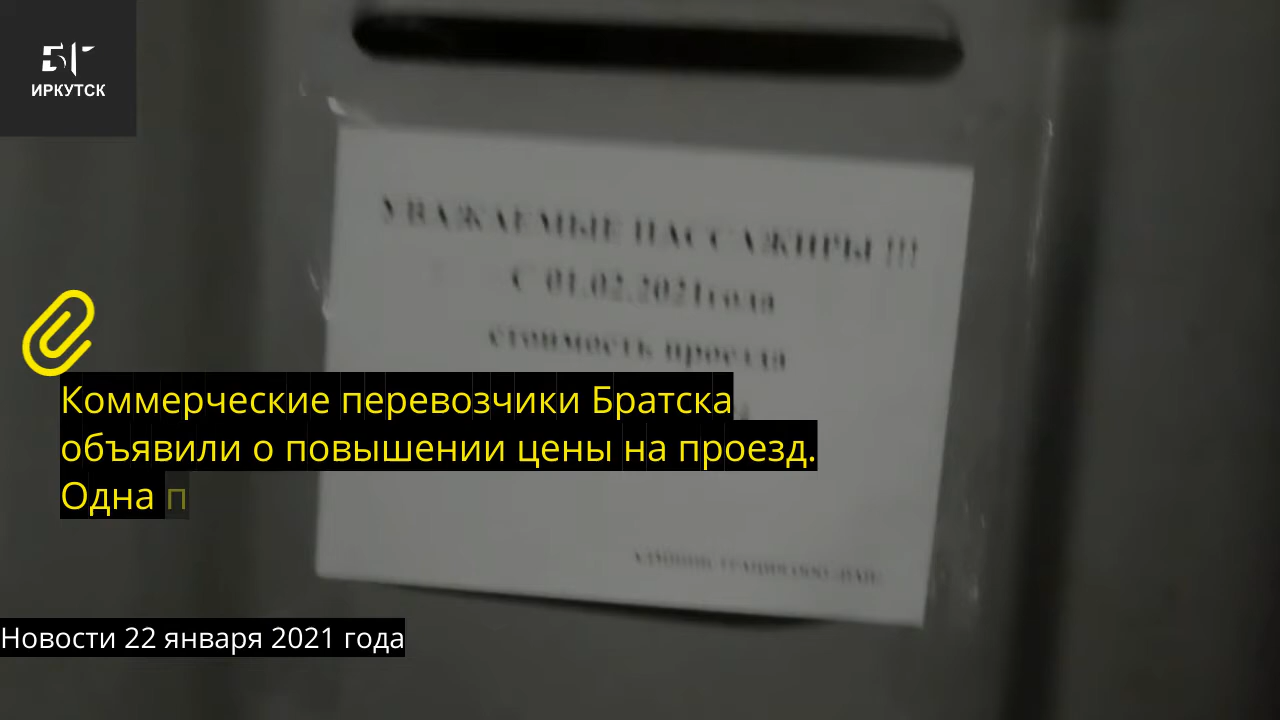 БГ
ИРКУТСК
УВАЖАЕМЫЕ ПАССАЖИРЫ !!!
С 01.02.2021года
стоимость проезда
Коммерческие перевозчики Братска
объявили о повышении цены на проезд.
Одна п
Новости 22 января 2021 года